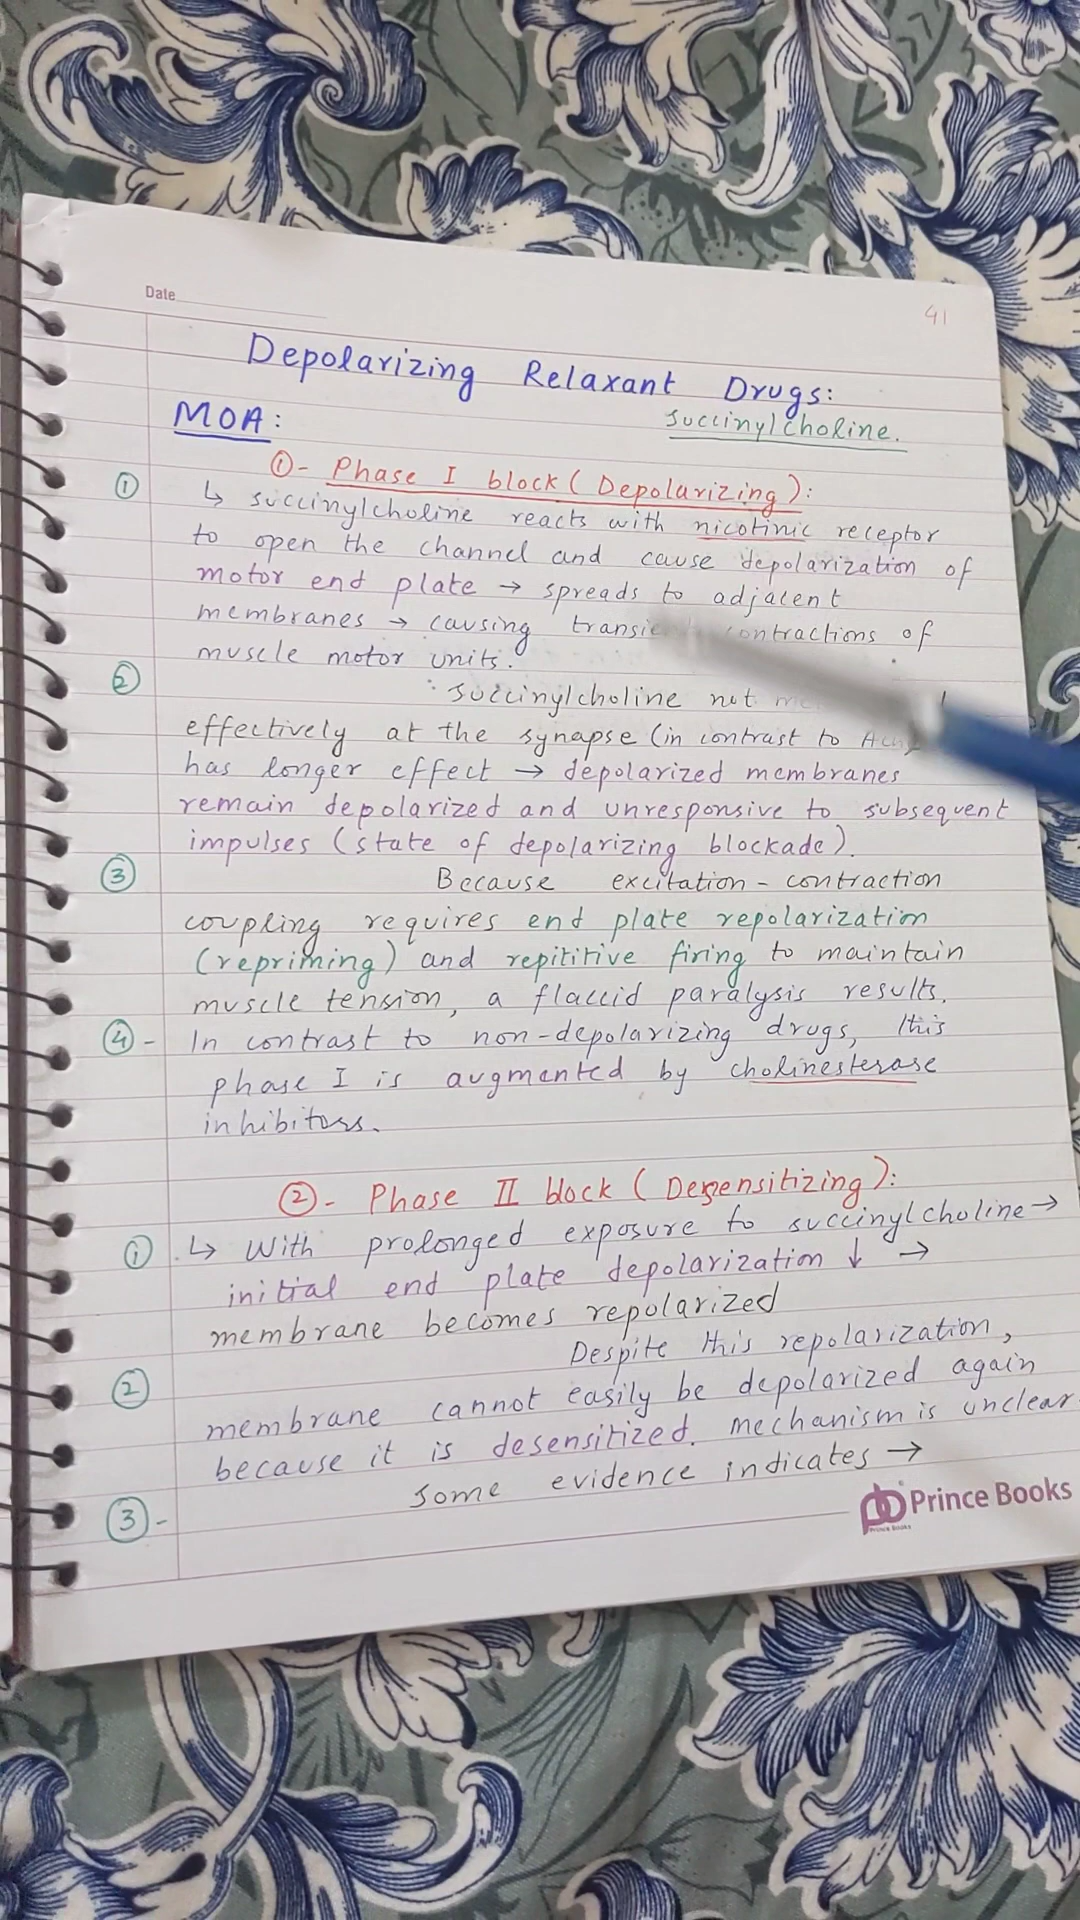 Date
41
Depolarizing Relaxant Drugs:
MOA:
Succinylcholine.
①- Phase I block (Depolarizing):
① ↳ succinylcholine reacts with nicotinic receptor
to open the channel and cause depolarization of
motor end plate → spreads to adjacent
membranes → causing contractions of
muscle motor units.
② ∴ Succinylcholine not
effectively at the synapse (in contrast to
has longer effect → depolarized membranes
remain depolarized and unresponsive to subsequent
impulses (state of depolarizing blockade).
③ Because excitation - contraction
coupling requires end plate repolarization
(repriming) and repititive firing to maintain
muscle tension, a flaccid paralysis results.
④- In contrast to non-depolarizing drugs, this
phase I is augmented by cholinesterase
inhibitors.
②- Phase II block (Desensitizing):
① ↳ With prolonged exposure to succinylcholine →
initial end plate depolarization ↓ →
membrane becomes repolarized
② Despite this repolarization,
membrane cannot easily be depolarized again
because it is desensitized. mechanism is unclear.
③- Some evidence indicates →
Prince Books
Prince Books